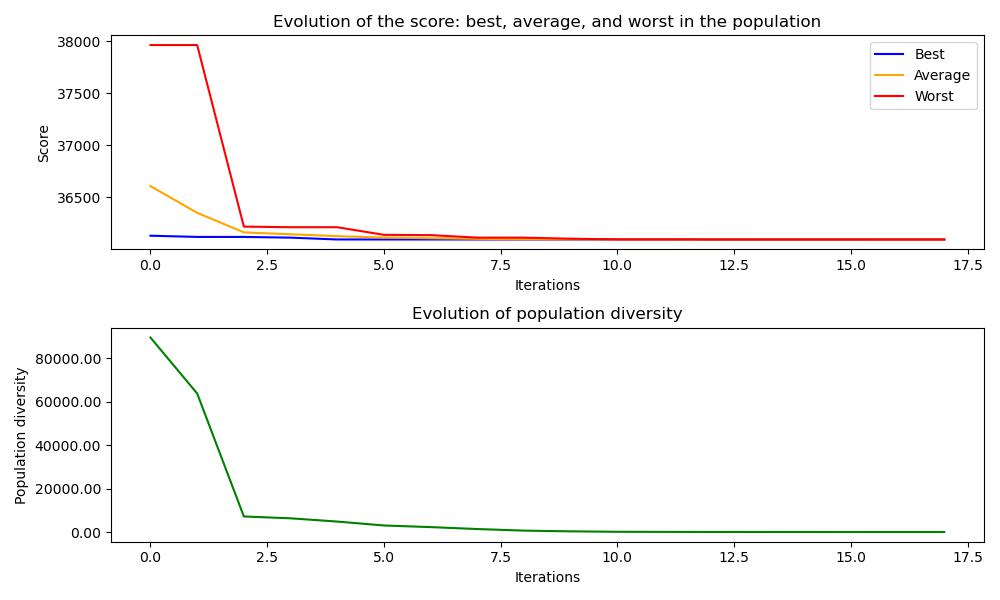 Evolution of the score: best, average, and worst in the population
38000
37500
37000
36500
Score
Best
Average
Worst
0.0 2.5 5.0 7.5 10.0 12.5 15.0 17.5
Iterations
Evolution of population diversity
80000.00
60000.00
40000.00
20000.00
0.00
Population diversity
0.0 2.5 5.0 7.5 10.0 12.5 15.0 17.5
Iterations